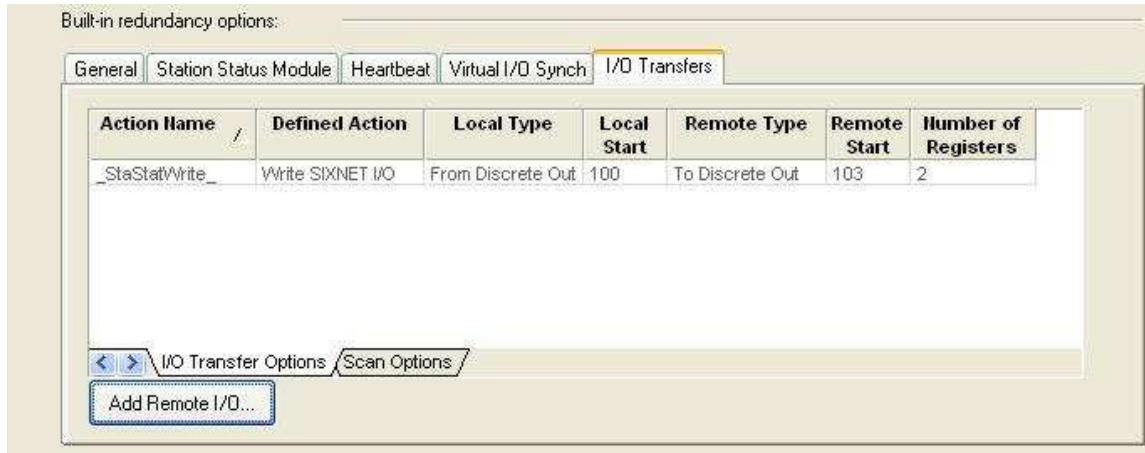 Built-in redundancy options:
General Station Status Module Heartbeat Virtual I/O Synch I/O Transfers
Action Name / Defined Action Local Type Local Start Remote Type Remote Start Number of Registers
_StaStatWrite_ Write SIXNET I/O From Discrete Out 100 To Discrete Out 103 2
I/O Transfer Options Scan Options
Add Remote I/O...